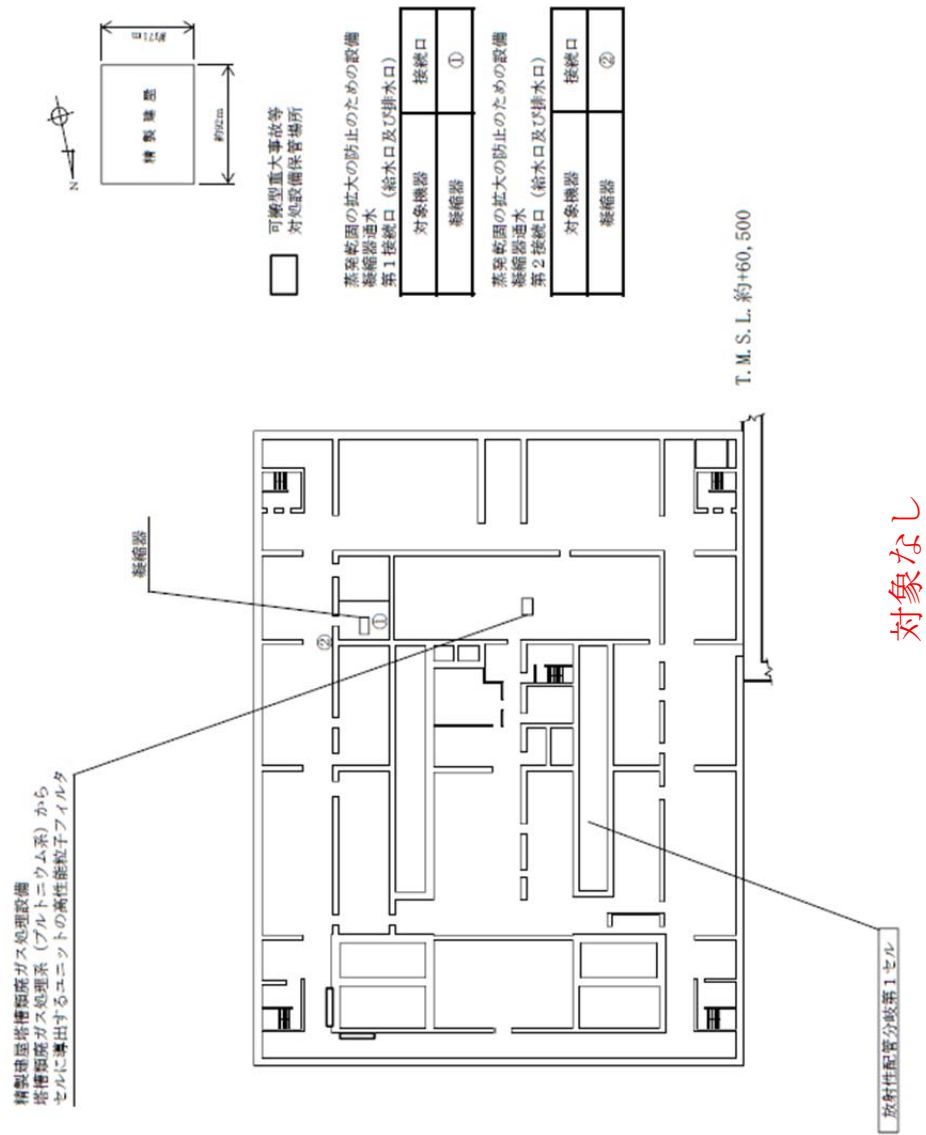 精製建屋塔槽類廃ガス処理設備
塔槽類廃ガス処理系（プルトニウム系）から
セルに導出するユニットの高性能粒子フィルタ
凝縮器
②
①
放射性配管分岐第１セル
T.M.S.L.約+60,500
N
精製建屋
約92m
約71m
可搬型重大事故等
対処設備保管場所
蒸発乾固の拡大の防止のための設備
凝縮器通水
第１接続口（給水口及び排水口）
対象機器 接続口
凝縮器 ①
蒸発乾固の拡大の防止のための設備
凝縮器通水
第２接続口（給水口及び排水口）
対象機器 接続口
凝縮器 ②
対象なし